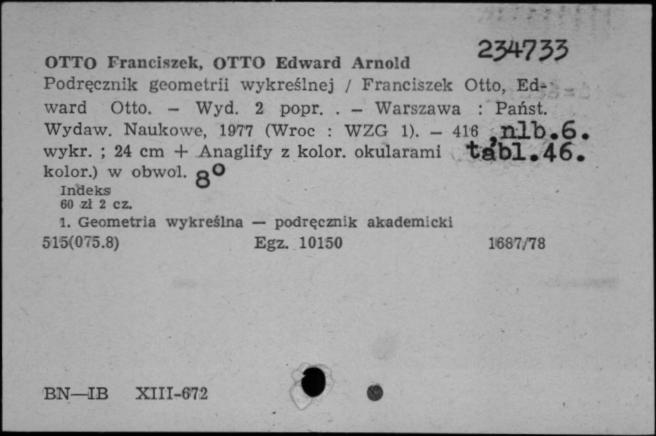 234733
OTTO Franciszek, OTTO Edward Arnold
Podręcznik geometrii wykreślnej / Franciszek Otto, Ed-
ward Otto. — Wyd. 2 popr. . — Warszawa : Państ.
Wydaw. Naukowe, 1977 (Wroc : WZG 1). — 416 ,nlb.6.
wykr. ; 24 cm + Anaglify z kolor. okularami tabl.46.
kolor.) w obwol. 8º
Indeks
60 zł 2 cz.
1. Geometria wykreślna — podręcznik akademicki
515(075.8) Egz. 10150 1687/78
BN—IB XIII-672